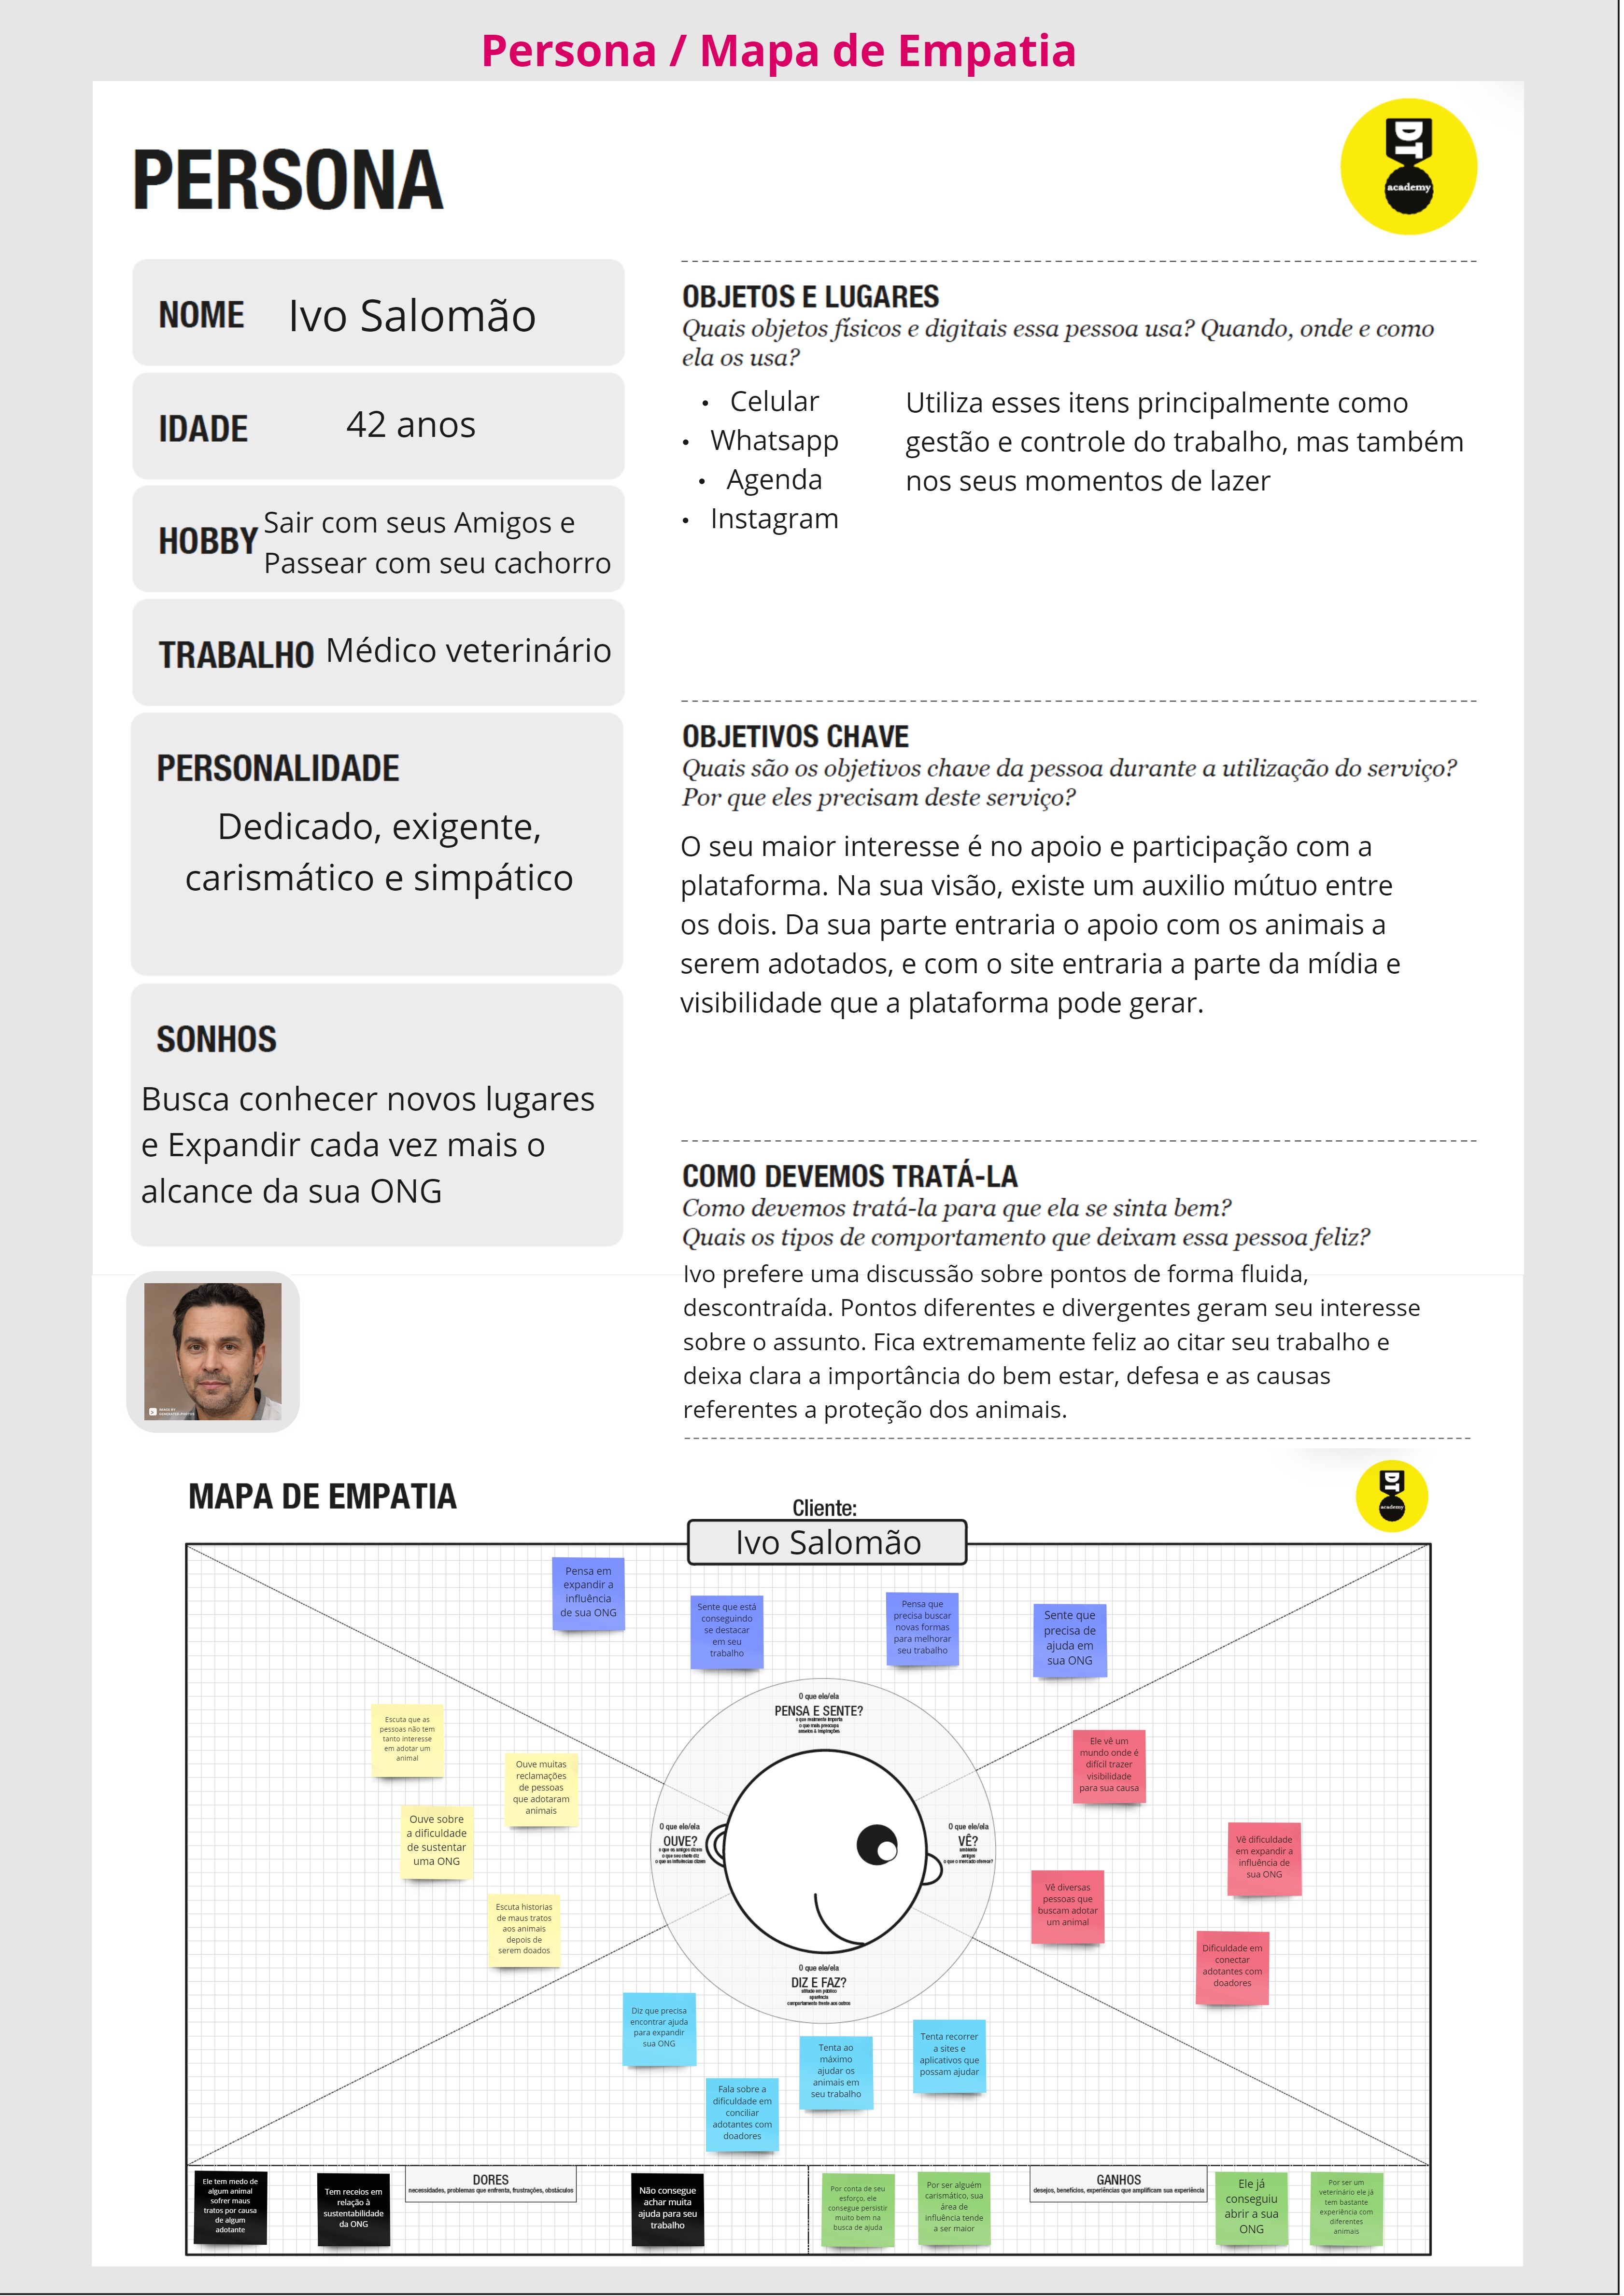 Persona / Mapa de Empatia
PERSONA
DT
academy
NOME Ivo Salomão
IDADE 42 anos
HOBBY Sair com seus Amigos e
Passear com seu cachorro
TRABALHO Médico veterinário
PERSONALIDADE
Dedicado, exigente,
carismático e simpático
SONHOS
Busca conhecer novos lugares
e Expandir cada vez mais o
alcance da sua ONG
OBJETOS E LUGARES
Quais objetos físicos e digitais essa pessoa usa? Quando, onde e como
ela os usa?
• Celular
• Whatsapp
• Agenda
• Instagram
Utiliza esses itens principalmente como
gestão e controle do trabalho, mas também
nos seus momentos de lazer
OBJETIVOS CHAVE
Quais são os objetivos chave da pessoa durante a utilização do serviço?
Por que eles precisam deste serviço?
O seu maior interesse é no apoio e participação com a
plataforma. Na sua visão, existe um auxilio mútuo entre
os dois. Da sua parte entraria o apoio com os animais a
serem adotados, e com o site entraria a parte da mídia e
visibilidade que a plataforma pode gerar.
COMO DEVEMOS TRATÁ-LA
Como devemos tratá-la para que ela se sinta bem?
Quais os tipos de comportamento que deixam essa pessoa feliz?
Ivo prefere uma discussão sobre pontos de forma fluida,
descontraída. Pontos diferentes e divergentes geram seu interesse
sobre o assunto. Fica extremamente feliz ao citar seu trabalho e
deixa clara a importância do bem estar, defesa e as causas
referentes a proteção dos animais.
MAPA DE EMPATIA
Cliente:
Ivo Salomão
DT
academy
Pensa em
expandir a
influência
de sua ONG
Sente que está
conseguindo
se destacar
em seu
trabalho
Pensa que
precisa buscar
novas formas
para melhorar
seu trabalho
Sente que
precisa de
ajuda em
sua ONG
O que ele/ela
PENSA E SENTE?
o que realmente importa
o que mais preocupa
anseios & inspirações
Escuta que as
pessoas não tem
tanto interesse
em adotar um
animal
Ouve muitas
reclamações
de pessoas
que adotaram
animais
Ouve sobre
a dificuldade
de sustentar
uma ONG
Escuta historias
de maus tratos
aos animais
depois de
serem doados
O que ele/ela
OUVE?
o que os amigos dizem
o que seu chefe diz
o que as influências dizem
O que ele/ela
VÊ?
ambiente
amigos
o que o mercado oferece?
Ele vê um
mundo onde é
difícil trazer
visibilidade
para sua causa
Vê dificuldade
em expandir a
influência de
sua ONG
Vê diversas
pessoas que
buscam adotar
um animal
Dificuldade em
conectar
adotantes com
doadores
O que ele/ela
DIZ E FAZ?
atitude em público
aparência
comportamento frente aos outros
Diz que precisa
encontrar ajuda
para expandir
sua ONG
Fala sobre a
dificuldade em
conciliar
adotantes com
doadores
Tenta ao
máximo
ajudar os
animais em
seu trabalho
Tenta recorrer
a sites e
aplicativos que
possam ajudar
DORES
necessidades, problemas que enfrenta, frustrações, obstáculos
Ele tem medo de
algum animal
sofrer maus
tratos por causa
de algum
adotante
Tem receios em
relação à
sustentabilidade
da ONG
Não consegue
achar muita
ajuda para seu
trabalho
GANHOS
desejos, benefícios, experiências que amplificam sua experiência
Por conta de seu
esforço, ele
consegue persistir
muito bem na
busca de ajuda
Por ser alguém
carismático, sua
área de
influência tende
a ser maior
Ele já
conseguiu
abrir a sua
ONG
Por ser um
veterinário ele já
tem bastante
experiência com
diferentes
animais